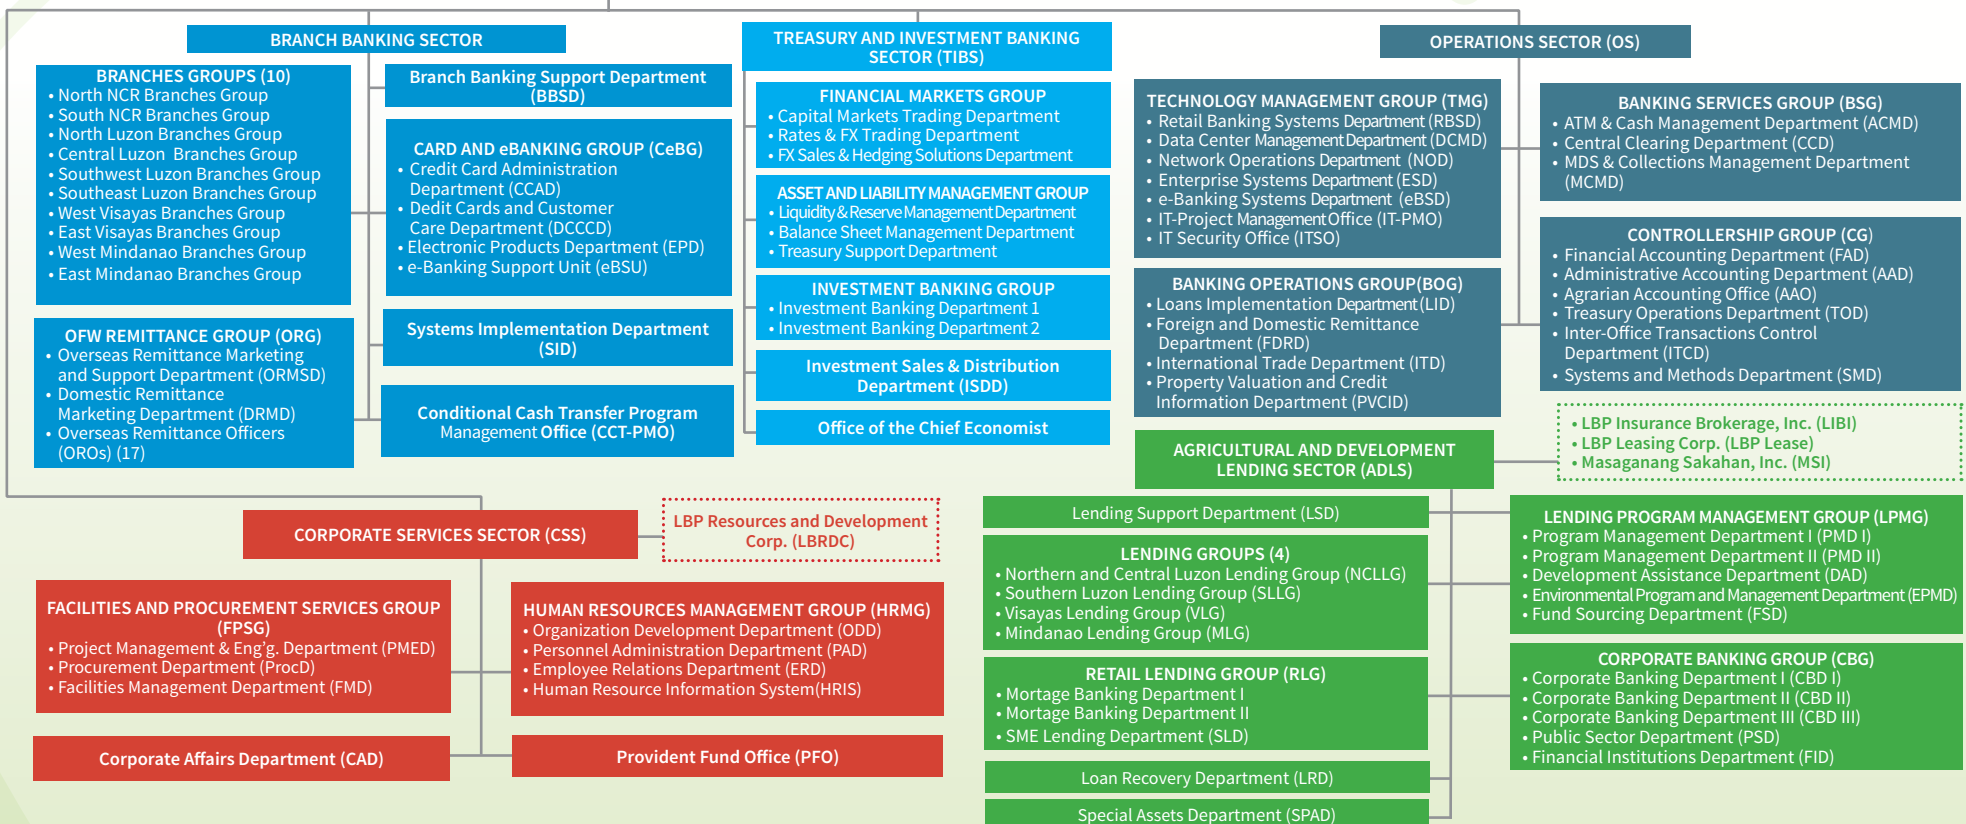 BRANCH BANKING SECTOR
BRANCHES GROUPS (10)
• North NCR Branches Group
• South NCR Branches Group
• North Luzon Branches Group
• Central Luzon Branches Group
• Southwest Luzon Branches Group
• Southeast Luzon Branches Group
• West Visayas Branches Group
• East Visayas Branches Group
• West Mindanao Branches Group
• East Mindanao Branches Group
OFW REMITTANCE GROUP (ORG)
• Overseas Remittance Marketing
and Support Department (ORMSD)
• Domestic Remittance
Marketing Department (DRMD)
• Overseas Remittance Officers
(OROs) (17)
Branch Banking Support Department
(BBSD)
CARD AND eBANKING GROUP (CeBG)
• Credit Card Administration
Department (CCAD)
• Dedit Cards and Customer
Care Department (DCCCD)
• Electronic Products Department (EPD)
• e-Banking Support Unit (eBSU)
Systems Implementation Department
(SID)
Conditional Cash Transfer Program
Management Office (CCT-PMO)
TREASURY AND INVESTMENT BANKING
SECTOR (TIBS)
FINANCIAL MARKETS GROUP
• Capital Markets Trading Department
• Rates & FX Trading Department
• FX Sales & Hedging Solutions Department
ASSET AND LIABILITY MANAGEMENT GROUP
• Liquidity & Reserve Management Department
• Balance Sheet Management Department
• Treasury Support Department
INVESTMENT BANKING GROUP
• Investment Banking Department 1
• Investment Banking Department 2
Investment Sales & Distribution
Department (ISDD)
Office of the Chief Economist
OPERATIONS SECTOR (OS)
TECHNOLOGY MANAGEMENT GROUP (TMG)
• Retail Banking Systems Department (RBSD)
• Data Center Management Department (DCMD)
• Network Operations Department (NOD)
• Enterprise Systems Department (ESD)
• e-Banking Systems Department (eBSD)
• IT-Project Management Office (IT-PMO)
• IT Security Office (ITSO)
BANKING OPERATIONS GROUP(BOG)
• Loans Implementation Department (LID)
• Foreign and Domestic Remittance
Department (FDRD)
• International Trade Department (ITD)
• Property Valuation and Credit
Information Department (PVCID)
BANKING SERVICES GROUP (BSG)
• ATM & Cash Management Department (ACMD)
• Central Clearing Department (CCD)
• MDS & Collections Management Department
(MCMD)
CONTROLLERSHIP GROUP (CG)
• Financial Accounting Department (FAD)
• Administrative Accounting Department (AAD)
• Agrarian Accounting Office (AAO)
• Treasury Operations Department (TOD)
• Inter-Office Transactions Control
Department (ITCD)
• Systems and Methods Department (SMD)
AGRICULTURAL AND DEVELOPMENT
LENDING SECTOR (ADLS)
• LBP Insurance Brokerage, Inc. (LIBI)
• LBP Leasing Corp. (LBP Lease)
• Masaganang Sakahan, Inc. (MSI)
CORPORATE SERVICES SECTOR (CSS)
LBP Resources and Development
Corp. (LBRDC)
FACILITIES AND PROCUREMENT SERVICES GROUP
(FPSG)
• Project Management & Eng'g. Department (PMED)
• Procurement Department (ProcD)
• Facilities Management Department (FMD)
HUMAN RESOURCES MANAGEMENT GROUP (HRMG)
• Organization Development Department (ODD)
• Personnel Administration Department (PAD)
• Employee Relations Department (ERD)
• Human Resource Information System(HRIS)
Corporate Affairs Department (CAD)
Provident Fund Office (PFO)
Lending Support Department (LSD)
LENDING GROUPS (4)
• Northern and Central Luzon Lending Group (NCLLG)
• Southern Luzon Lending Group (SLLG)
• Visayas Lending Group (VLG)
• Mindanao Lending Group (MLG)
RETAIL LENDING GROUP (RLG)
• Mortage Banking Department I
• Mortage Banking Department II
• SME Lending Department (SLD)
Loan Recovery Department (LRD)
Special Assets Department (SPAD)
LENDING PROGRAM MANAGEMENT GROUP (LPMG)
• Program Management Department I (PMD I)
• Program Management Department II (PMD II)
• Development Assistance Department (DAD)
• Environmental Program and Management Department (EPMD)
• Fund Sourcing Department (FSD)
CORPORATE BANKING GROUP (CBG)
• Corporate Banking Department I (CBD I)
• Corporate Banking Department II (CBD II)
• Corporate Banking Department III (CBD III)
• Public Sector Department (PSD)
• Financial Institutions Department (FID)